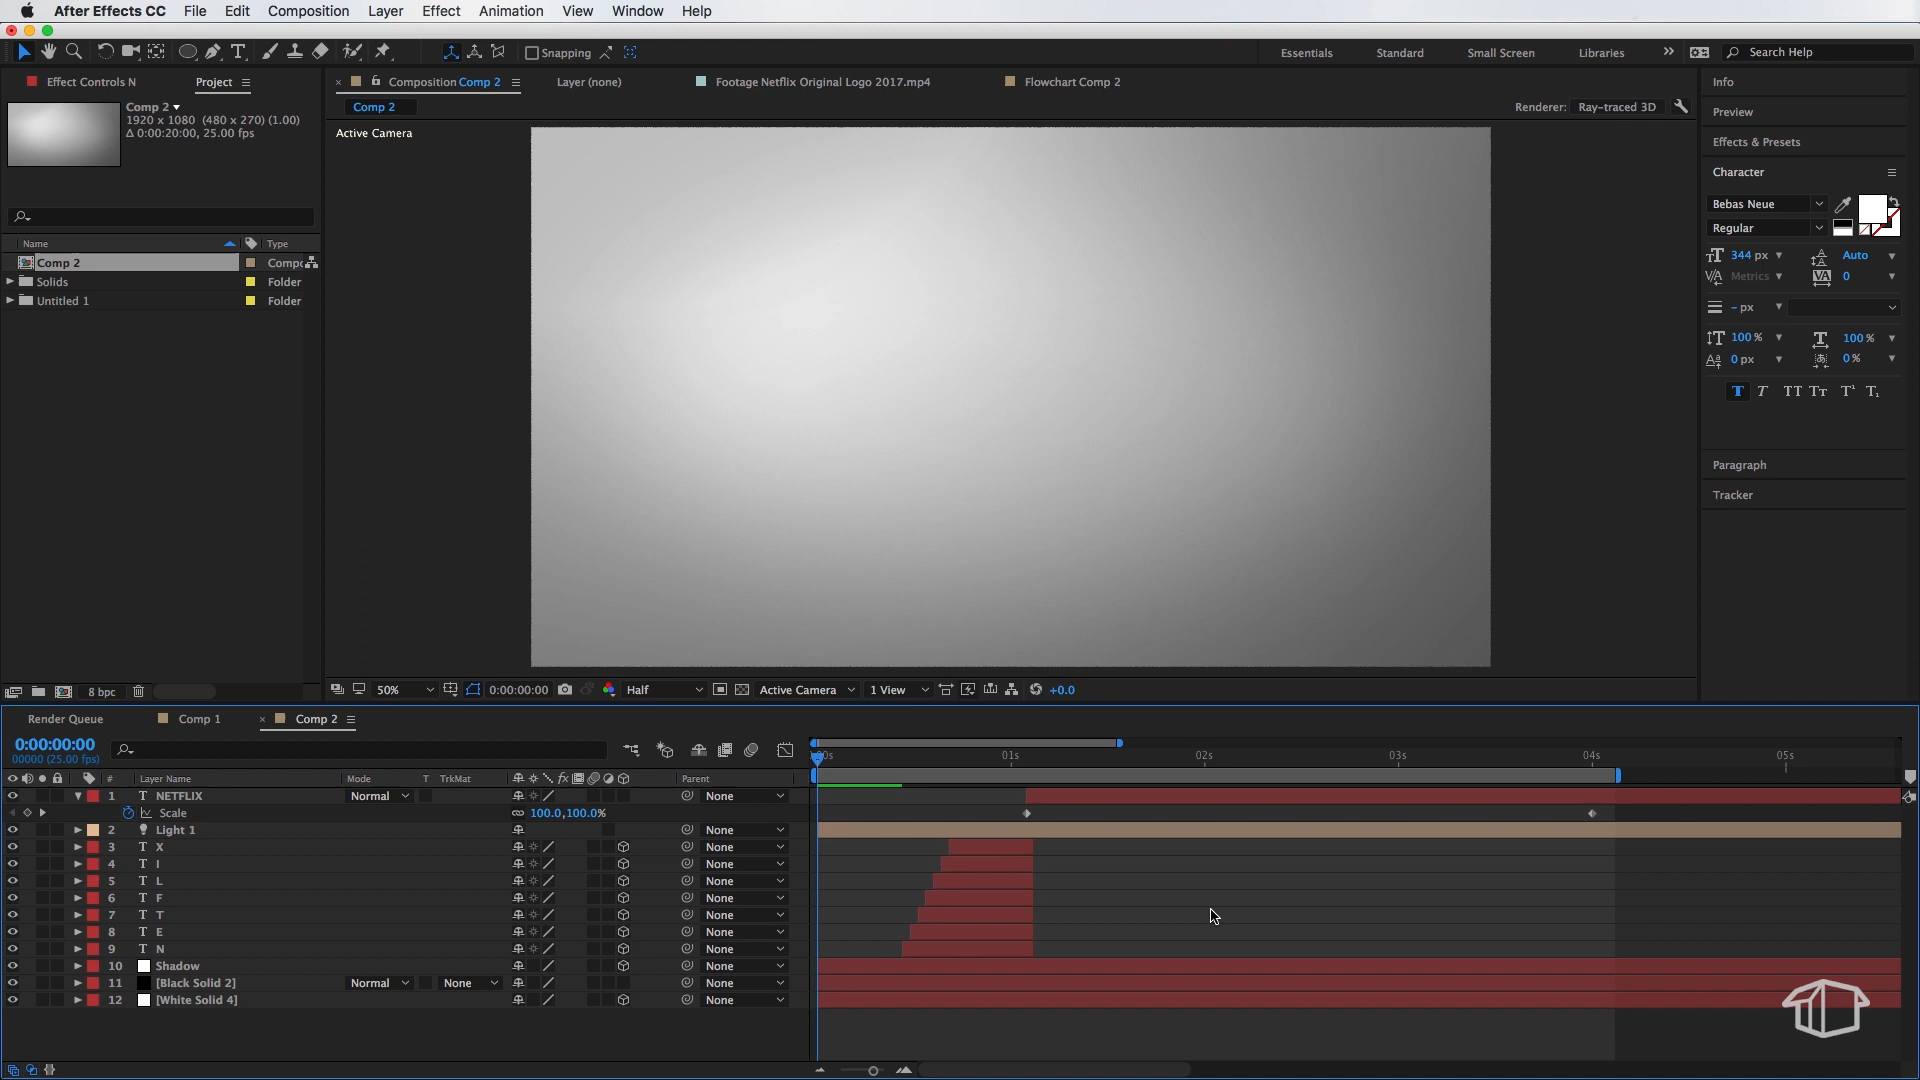 After Effects CC File Edit Composition Layer Effect Animation View Window Help
Snapping
Essentials Standard Small Screen Libraries Search Help
Effect Controls N Project
Comp 2
1920 x 1080 (480 x 270) (1.00)
Δ 0:00:20:00, 25.00 fps
Name Type
Comp 2 Compc
Solids Folder
Untitled 1 Folder
8 bpc
Composition Comp 2 Layer (none) Footage Netflix Original Logo 2017.mp4 Flowchart Comp 2
Comp 2 Renderer: Ray-traced 3D
Active Camera
50% 0:00:00:00 Half Active Camera 1 View +0.0
Info
Preview
Effects & Presets
Character
Bebas Neue
Regular
344 px Auto
Metrics 0
- px
100 % 100 %
0 px 0 %
T T TT Tт T¹ T₁
Paragraph
Tracker
Render Queue Comp 1 Comp 2
0:00:00:00
00000 (25.00 fps)
# Layer Name Mode T TrkMat fx Parent
:00s 01s 02s 03s 04s 05s
1 T NETFLIX Normal None
Scale 100.0,100.0%
2 Light 1 None
3 T X None
4 T I None
5 T L None
6 T F None
7 T T None
8 T E None
9 T N None
10 Shadow None
11 [Black Solid 2] Normal None None
12 [White Solid 4] None